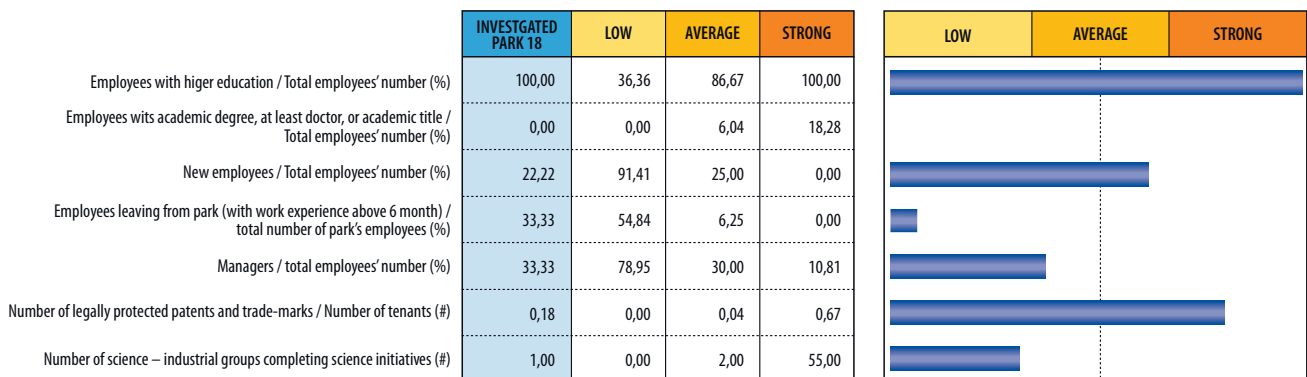 INVESTGATED
PARK 18
LOW
AVERAGE
STRONG
LOW
AVERAGE
STRONG
Employees with higer education / Total employees' number (%)
100,00
36,36
86,67
100,00
Employees wits academic degree, at least doctor, or academic title /
Total employees' number (%)
0,00
0,00
6,04
18,28
New employees / Total employees' number (%)
22,22
91,41
25,00
0,00
Employees leaving from park (with work experience above 6 month) /
total number of park's employees (%)
33,33
54,84
6,25
0,00
Managers / total employees' number (%)
33,33
78,95
30,00
10,81
Number of legally protected patents and trade-marks / Number of tenants (#)
0,18
0,00
0,04
0,67
Number of science – industrial groups completing science initiatives (#)
1,00
0,00
2,00
55,00